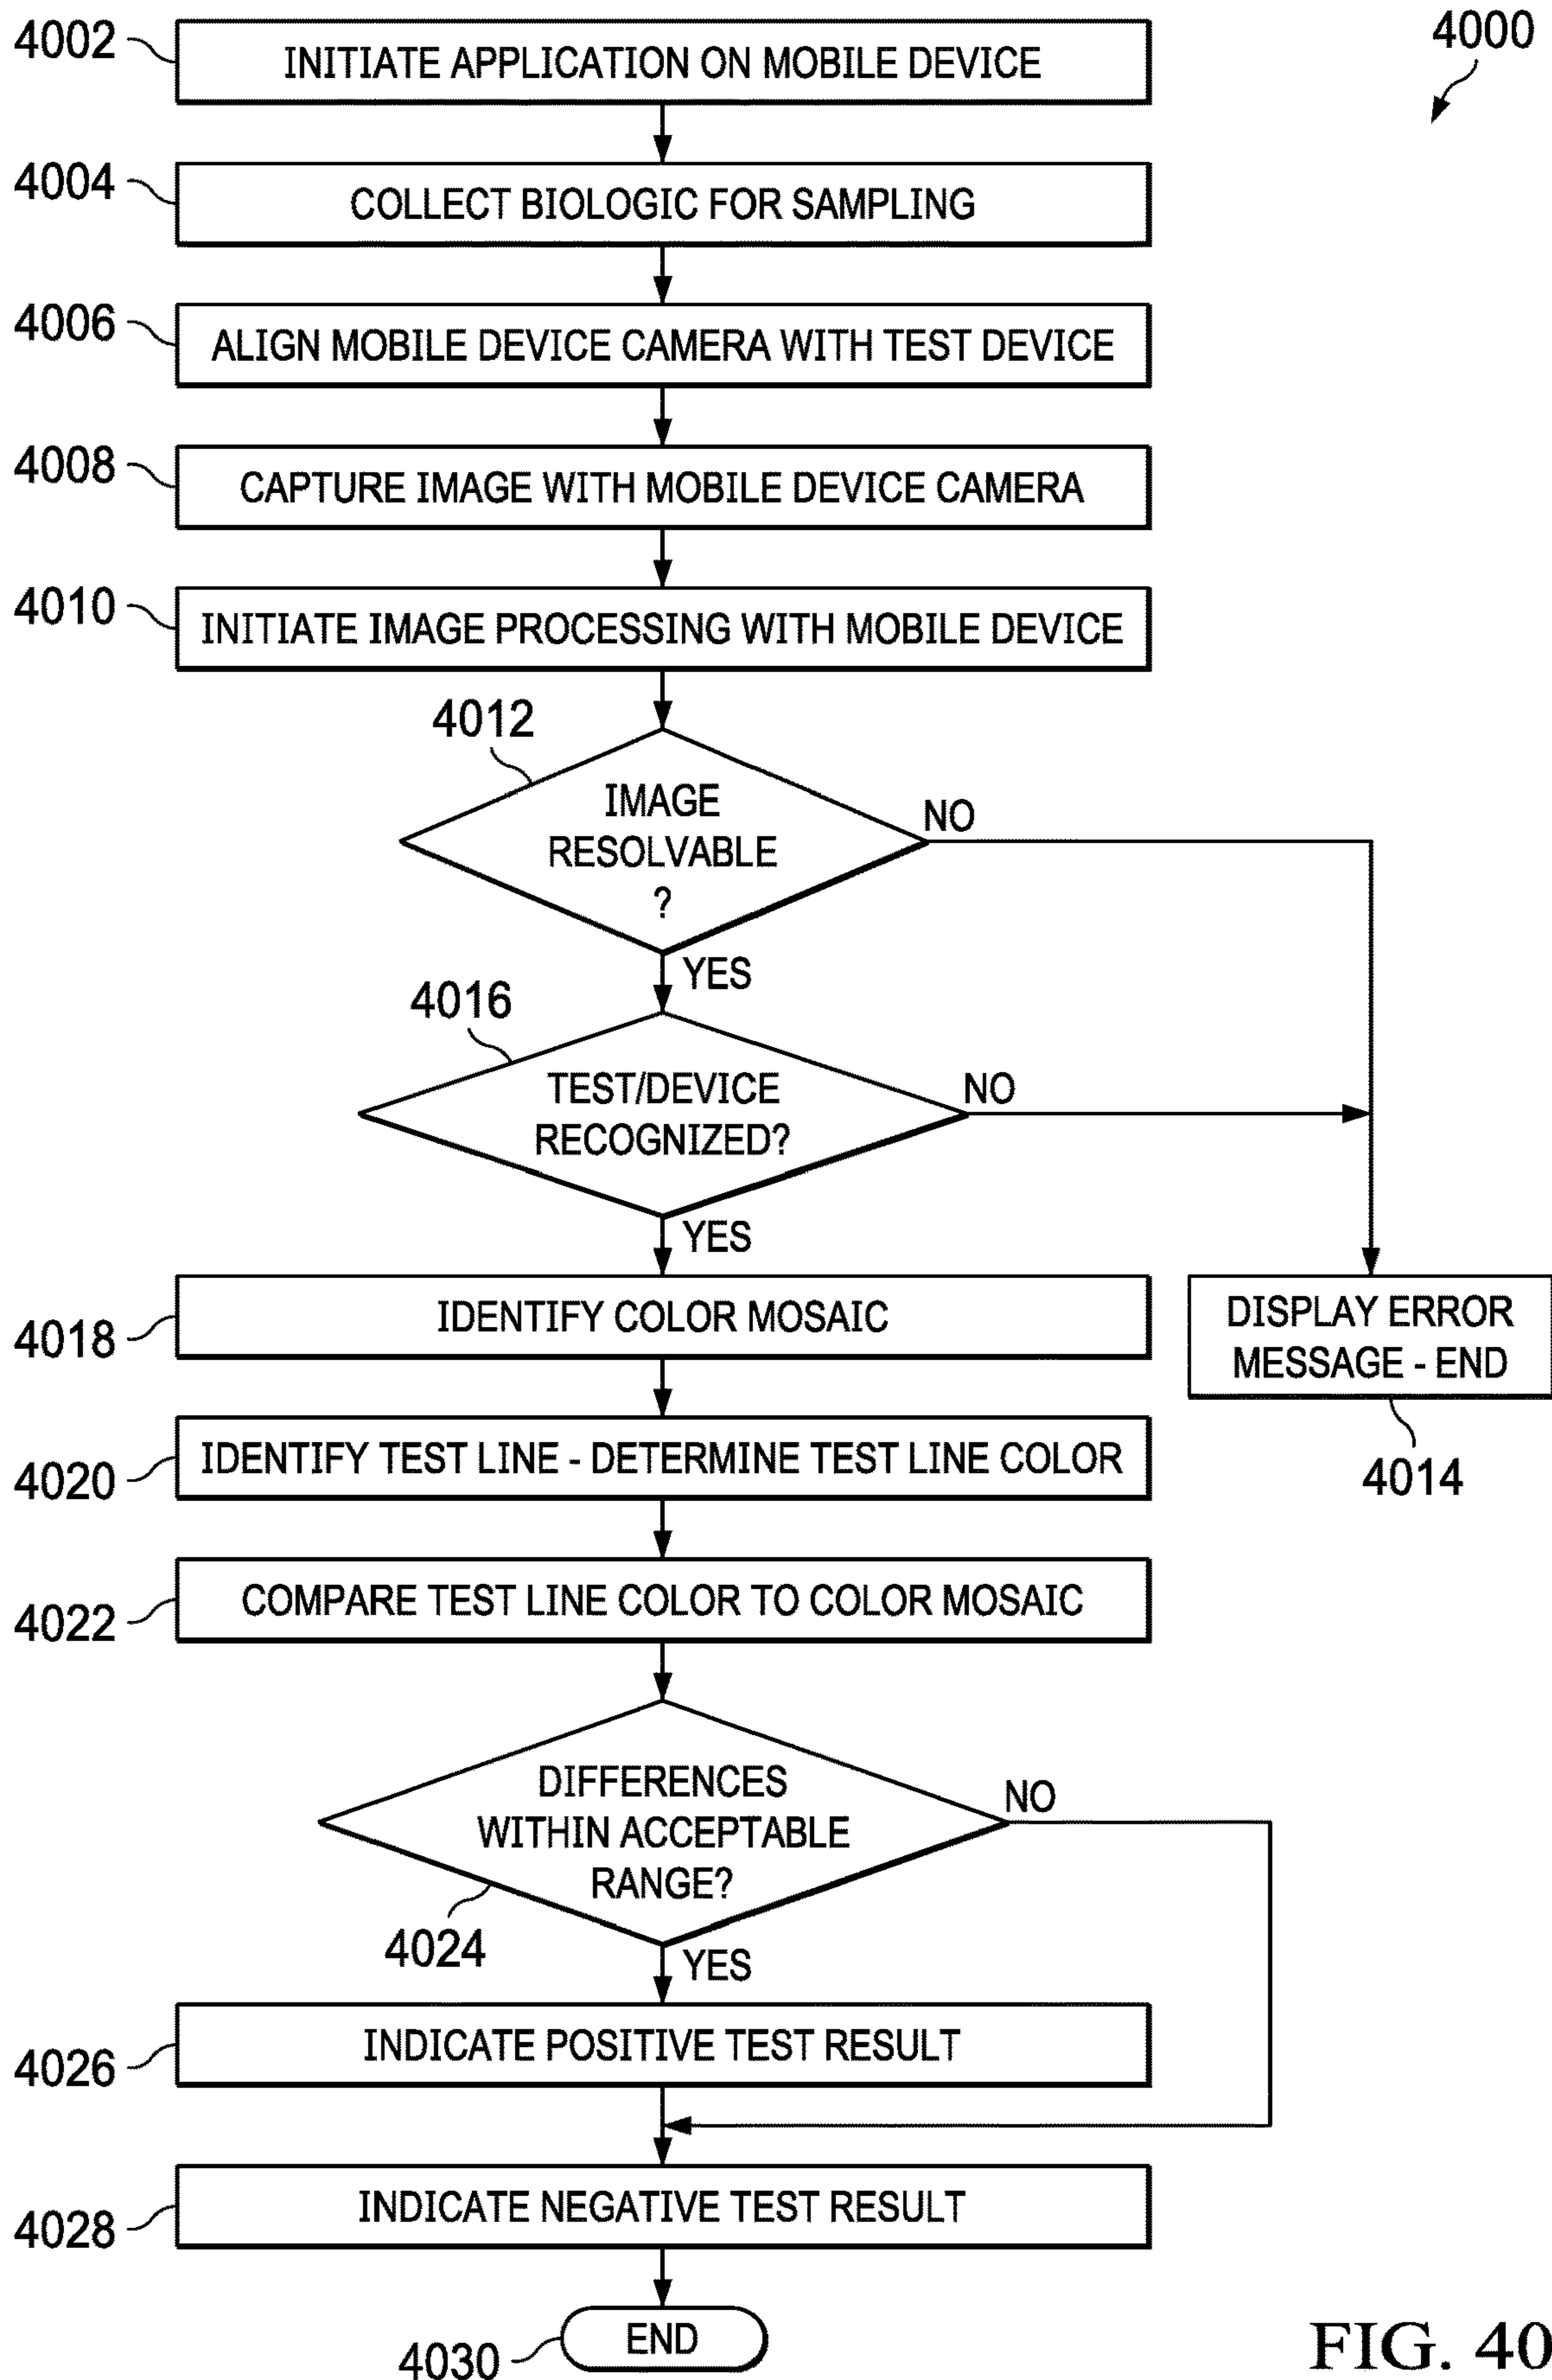 4000
4002
INITIATE APPLICATION ON MOBILE DEVICE
4004
COLLECT BIOLOGIC FOR SAMPLING
4006
ALIGN MOBILE DEVICE CAMERA WITH TEST DEVICE
4008
CAPTURE IMAGE WITH MOBILE DEVICE CAMERA
4010
INITIATE IMAGE PROCESSING WITH MOBILE DEVICE
4012
IMAGE
RESOLVABLE
?
NO
YES
4016
TEST/DEVICE
RECOGNIZED?
NO
YES
4018
IDENTIFY COLOR MOSAIC
DISPLAY ERROR
MESSAGE - END
4014
4020
IDENTIFY TEST LINE - DETERMINE TEST LINE COLOR
4022
COMPARE TEST LINE COLOR TO COLOR MOSAIC
DIFFERENCES
WITHIN ACCEPTABLE
RANGE?
NO
4024
YES
4026
INDICATE POSITIVE TEST RESULT
4028
INDICATE NEGATIVE TEST RESULT
4030
END
FIG. 40